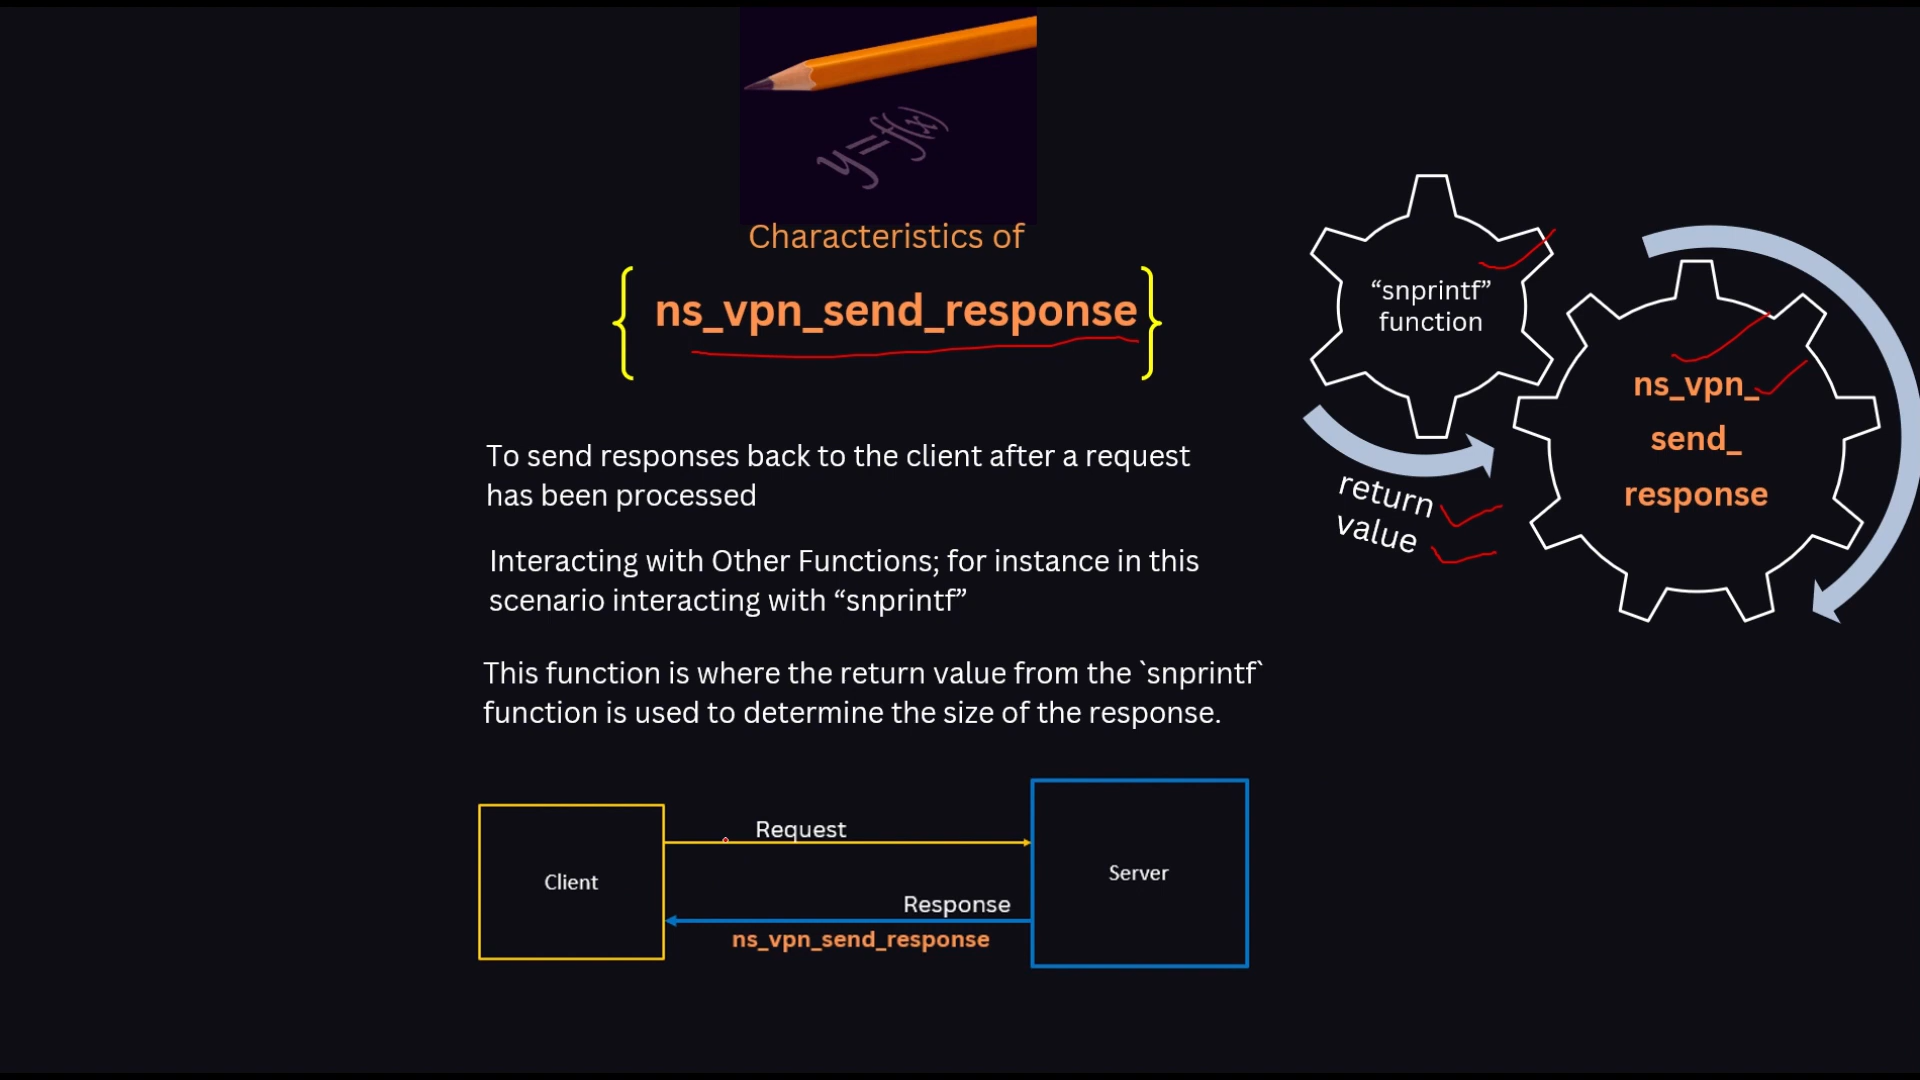 y=f(x)
Characteristics of
{ ns_vpn_send_response }
To send responses back to the client after a request
has been processed
Interacting with Other Functions; for instance in this
scenario interacting with “snprintf”
This function is where the return value from the `snprintf`
function is used to determine the size of the response.
“snprintf”
function
return
value
ns_vpn_
send_
response
Client
Request
Response
ns_vpn_send_response
Server